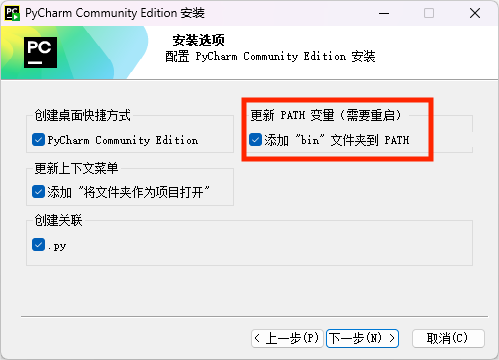 PC PyCharm Community Edition 安装
PC
安装选项
配置 PyCharm Community Edition 安装
创建桌面快捷方式
PyCharm Community Edition
更新 PATH 变量（需要重启）
添加 "bin" 文件夹到 PATH
更新上下文菜单
添加 "将文件夹作为项目打开"
创建关联
.py
< 上一步(P)
下一步(N) >
取消(C)